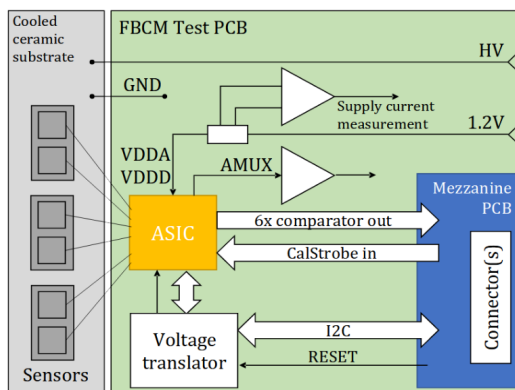 Cooled
ceramic
substrate
FBCM Test PCB
HV
GND
Supply current
measurement
1.2V
VDDA
VDDD
AMUX
Mezzanine
PCB
ASIC
6x comparator out
CalStrobe in
Connector(s)
Voltage
translator
I2C
RESET
Sensors